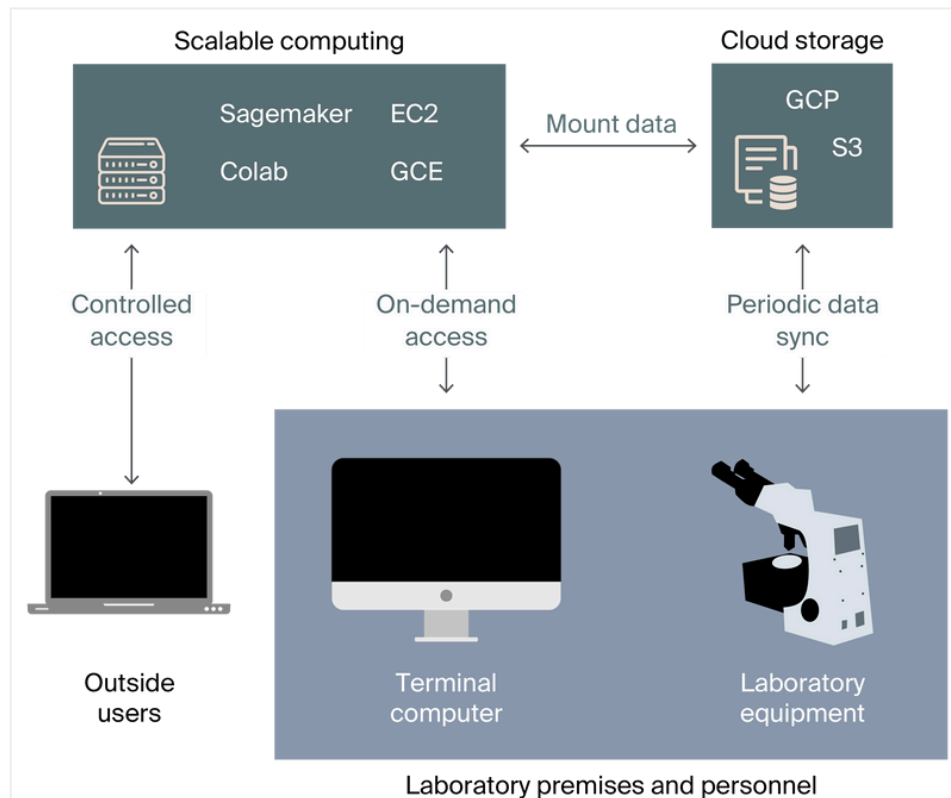 Scalable computing
Cloud storage
Sagemaker
EC2
Colab
GCE
GCP
S3
Mount data
Controlled
access
On-demand
access
Periodic data
sync
Outside
users
Terminal
computer
Laboratory
equipment
Laboratory premises and personnel